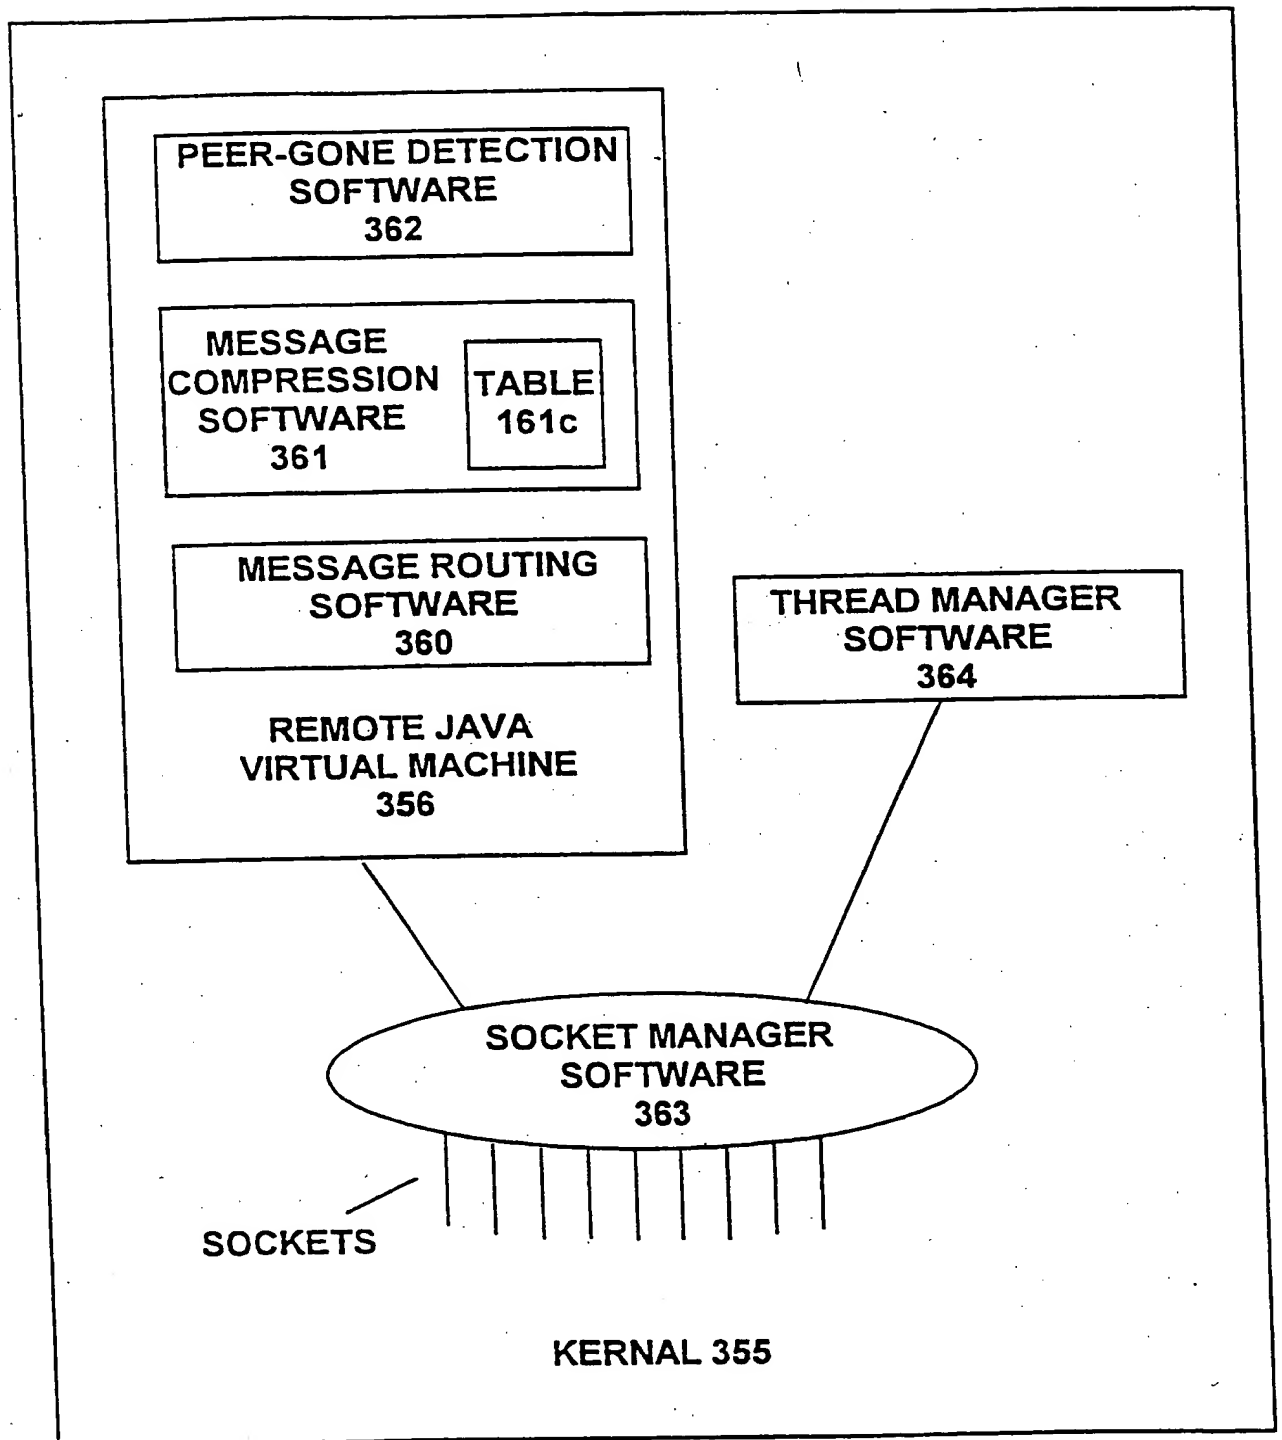 PEER-GONE DETECTION
SOFTWARE
362
MESSAGE
COMPRESSION
SOFTWARE
361
TABLE
161c
MESSAGE ROUTING
SOFTWARE
360
REMOTE JAVA
VIRTUAL MACHINE
356
THREAD MANAGER
SOFTWARE
364
SOCKET MANAGER
SOFTWARE
363
SOCKETS
KERNAL 355